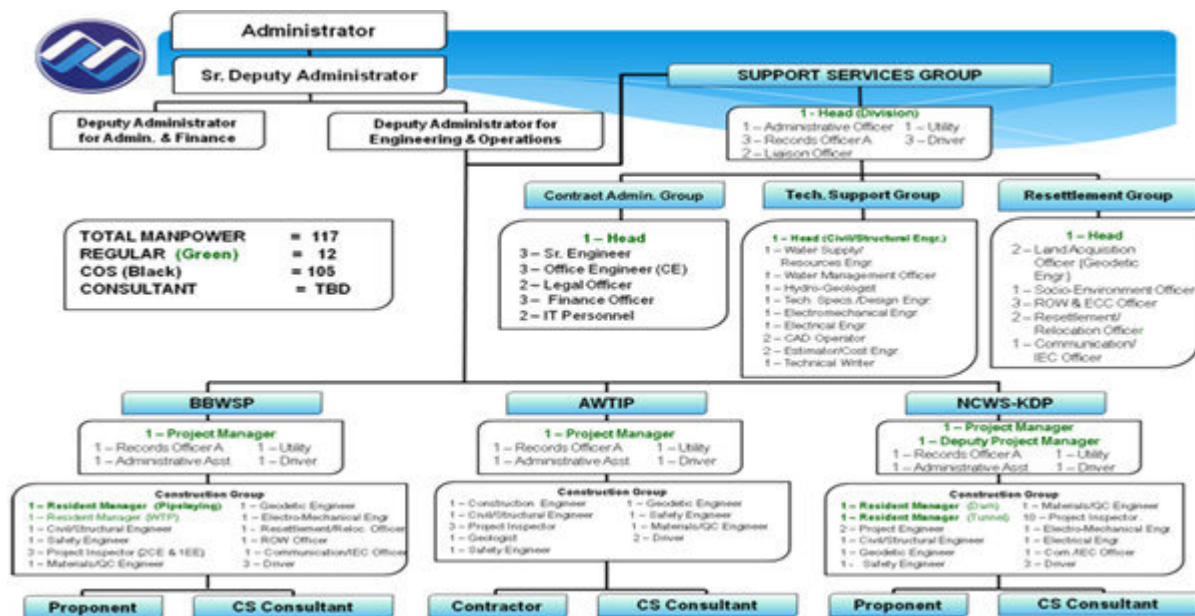 Administrator
Sr. Deputy Administrator
Deputy Administrator
for Admin. & Finance
Deputy Administrator for
Engineering & Operations
SUPPORT SERVICES GROUP
1 - Head (Division)
1 – Administrative Officer
3 – Records Officer A
2 – Liaison Officer
1 – Utility
3 – Driver
TOTAL MANPOWER = 117
REGULAR (Green) = 12
COS (Black) = 105
CONSULTANT = TBD
Contract Admin. Group
1 – Head
3 – Sr. Engineer
3 – Office Engineer (CE)
2 – Legal Officer
3 – Finance Officer
2 – IT Personnel
Tech. Support Group
1 – Head (Civil/Structural Engr.)
1 – Water Supply/
Resources Engr.
1 – Water Management Officer
1 – Hydro-Geologist
1 – Tech. Specs./Design Engr.
1 – Electromechanical Engr
1 – Electrical Engr
2 – CAD Operator
2 – Estimator/Cost Engr.
1 – Technical Writer
Resettlement Group
1 – Head
2 – Land Acquisition
Officer (Geodetic
Engr.)
1 – Socio-Environment Officer
3 – ROW & ECC Officer
2 – Resettlement/
Relocation Officer
1 – Communication/
IEC Officer
BBWSP
1 – Project Manager
1 – Records Officer A
1 – Administrative Asst.
1 – Utility
1 – Driver
Construction Group
1 – Resident Manager (Pipelaying)
1 – Resident Manager (WTP)
1 – Civil/Structural Engineer
1 – Safety Engineer
3 – Project Inspector (2CE & 1EE)
1 – Materials/QC Engineer
1 – Geodetic Engineer
1 – Electro-Mechanical Engr
1 – Resettlement/Reloc. Officer
1 – ROW Officer
1 – Communication/IEC Officer
3 – Driver
Proponent
CS Consultant
AWTIP
1 – Project Manager
1 – Records Officer A
1 – Administrative Asst.
1 – Utility
1 – Driver
Construction Group
1 – Construction Engineer
1 – Civil/Structural Engineer
3 – Project Inspector
1 – Geologist
1 – Safety Engineer
1 – Geodetic Engineer
1 – Safety Engineer
1 – Materials/QC Engineer
2 – Driver
Contractor
CS Consultant
NCWS-KDP
1 – Project Manager
1 – Deputy Project Manager
1 – Records Officer A
1 – Administrative Asst.
1 – Utility
1 – Driver
Construction Group
1 – Resident Manager (Dam)
1 – Resident Manager (Tunnel)
2 – Project Engineer
1 – Civil/Structural Engineer
1 – Geodetic Engineer
1 - Safety Engineer
1 – Materials/QC Engineer
10 – Project Inspector
1 – Electro-Mechanical Engr.
1 – Electrical Engr
1 – Com./IEC Officer
3 – Driver
Proponent
CS Consultant